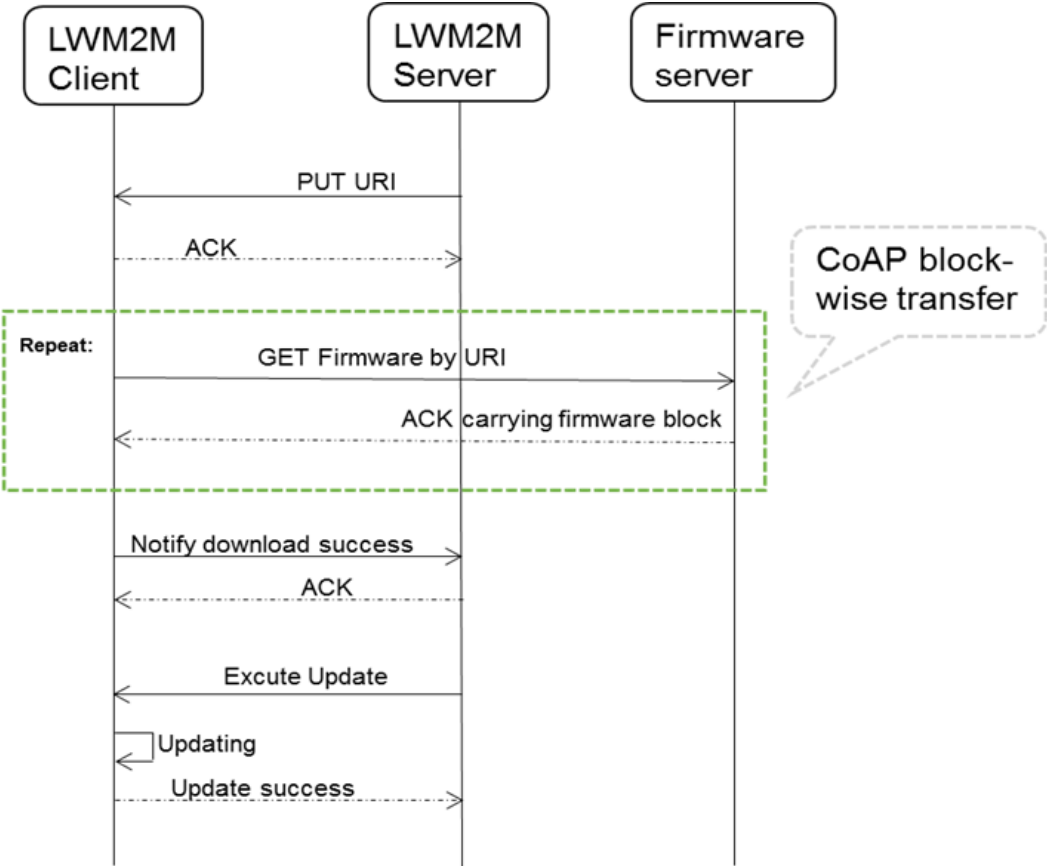 LWM2M
Client
LWM2M
Server
Firmware
server
PUT URI
ACK
CoAP block-
wise transfer
Repeat:
GET Firmware by URI
ACK carrying firmware block
Notify download success
ACK
Excute Update
Updating
Update success